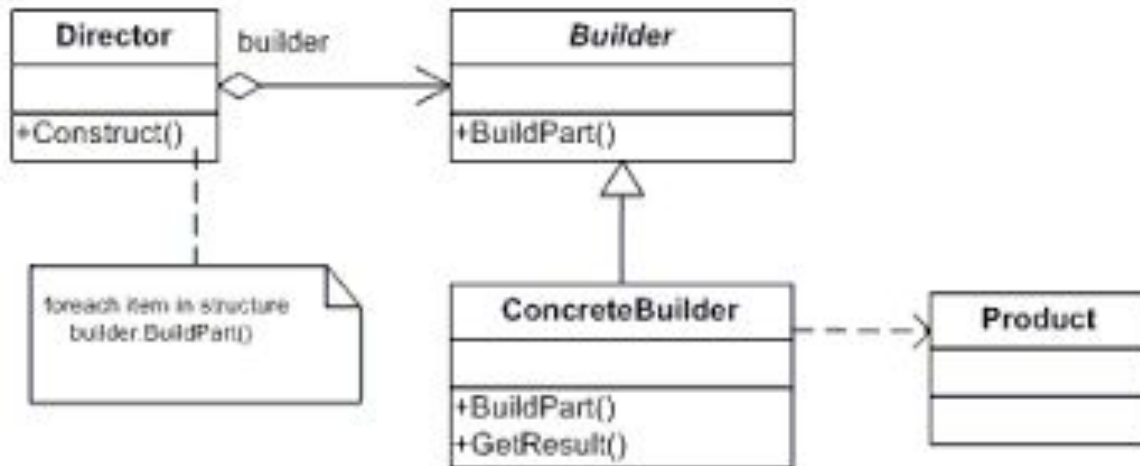 Director
builder
Builder
+Construct()
+BuildPart()
foreach item in structure
builder.BuildPart()
ConcreteBuilder
Product
+BuildPart()
+GetResult()